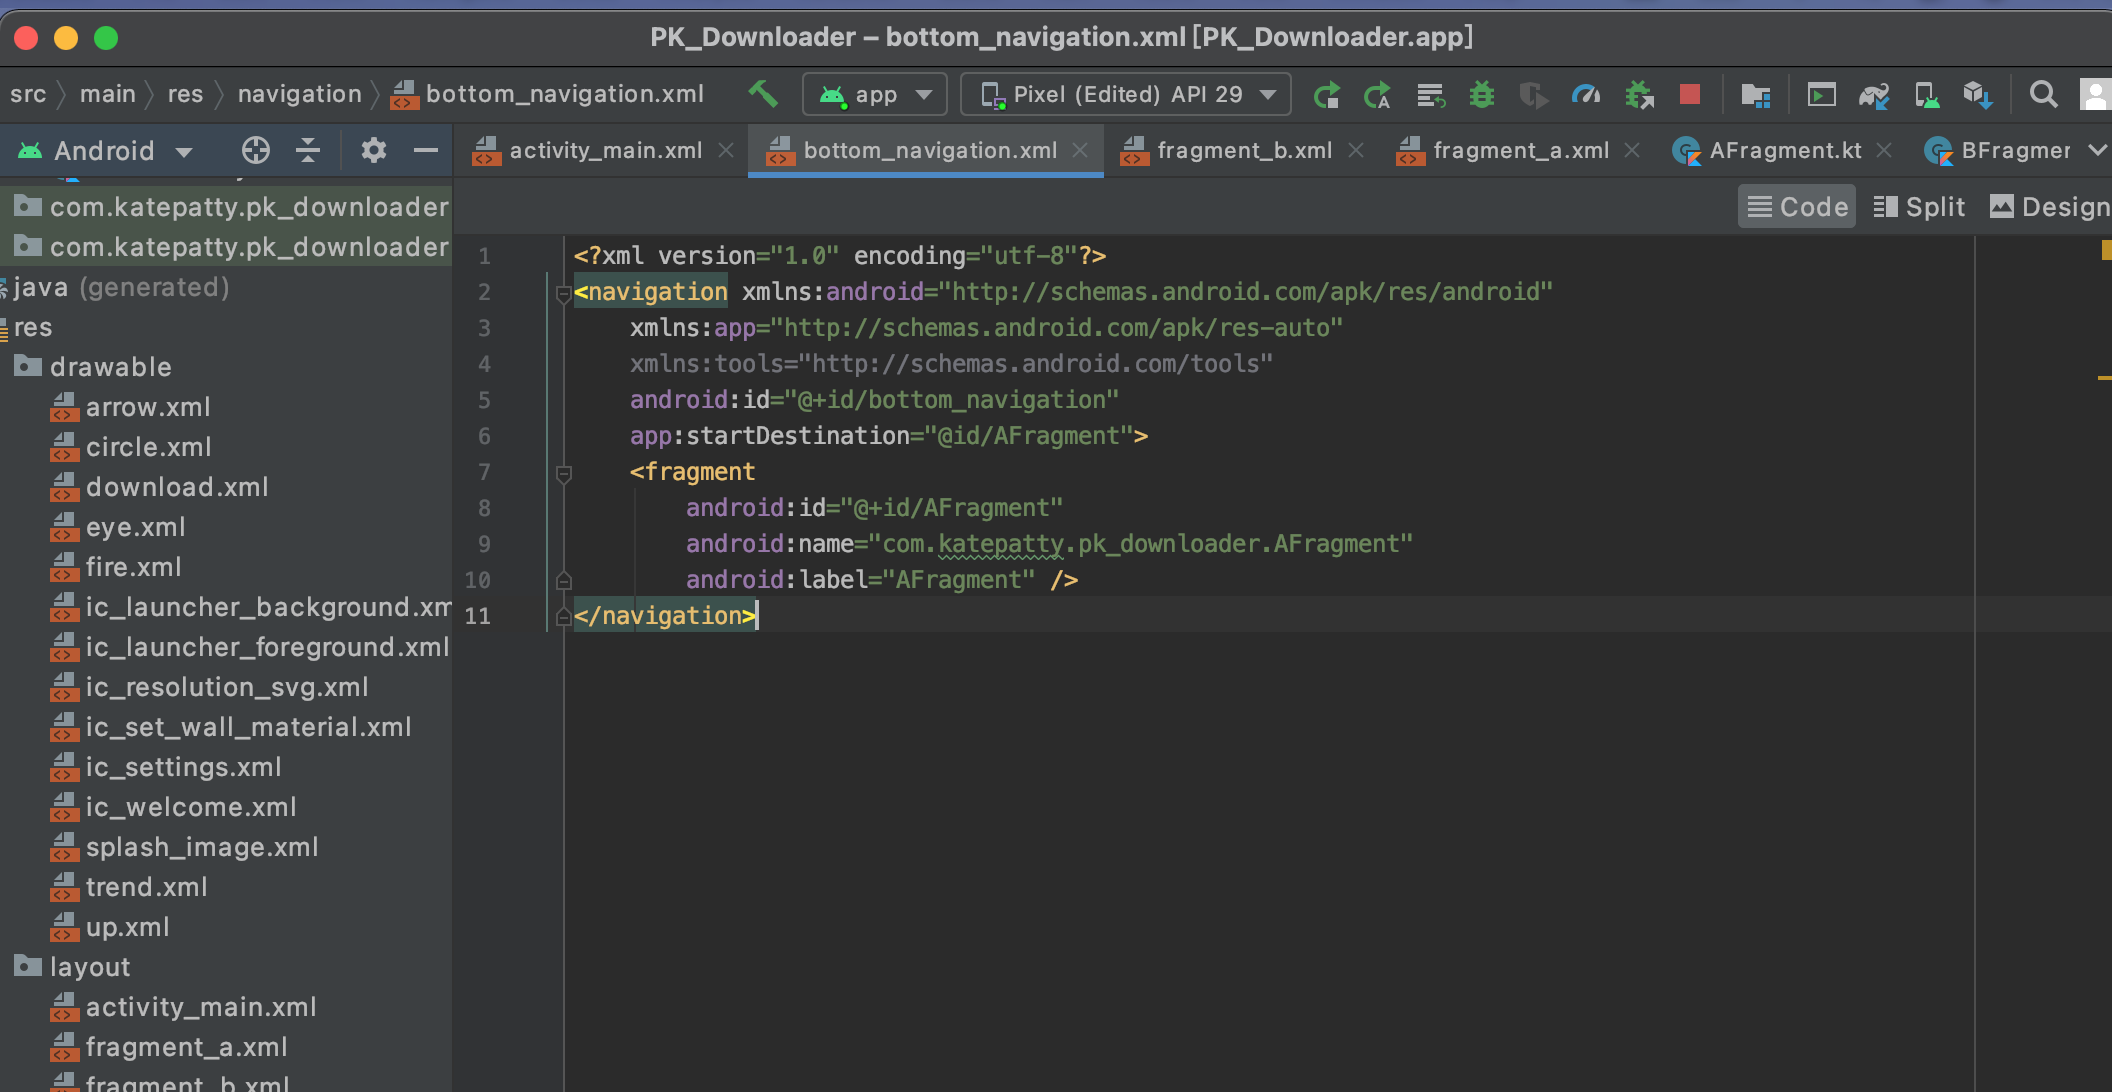 PK_Downloader – bottom_navigation.xml [PK_Downloader.app]
src main res navigation bottom_navigation.xml app Pixel (Edited) API 29
Android activity_main.xml bottom_navigation.xml fragment_b.xml fragment_a.xml AFragment.kt BFragmer
Code Split Design
com.katepatty.pk_downloader
com.katepatty.pk_downloader
java (generated)
res
drawable
arrow.xml
circle.xml
download.xml
eye.xml
fire.xml
ic_launcher_background.xm
ic_launcher_foreground.xml
ic_resolution_svg.xml
ic_set_wall_material.xml
ic_settings.xml
ic_welcome.xml
splash_image.xml
trend.xml
up.xml
layout
activity_main.xml
fragment_a.xml
fragment_b.xml
1 <?xml version="1.0" encoding="utf-8"?>
2 <navigation xmlns:android="http://schemas.android.com/apk/res/android"
3 xmlns:app="http://schemas.android.com/apk/res-auto"
4 xmlns:tools="http://schemas.android.com/tools"
5 android:id="@+id/bottom_navigation"
6 app:startDestination="@id/AFragment">
7 <fragment
8 android:id="@+id/AFragment"
9 android:name="com.katepatty.pk_downloader.AFragment"
10 android:label="AFragment" />
11 </navigation>